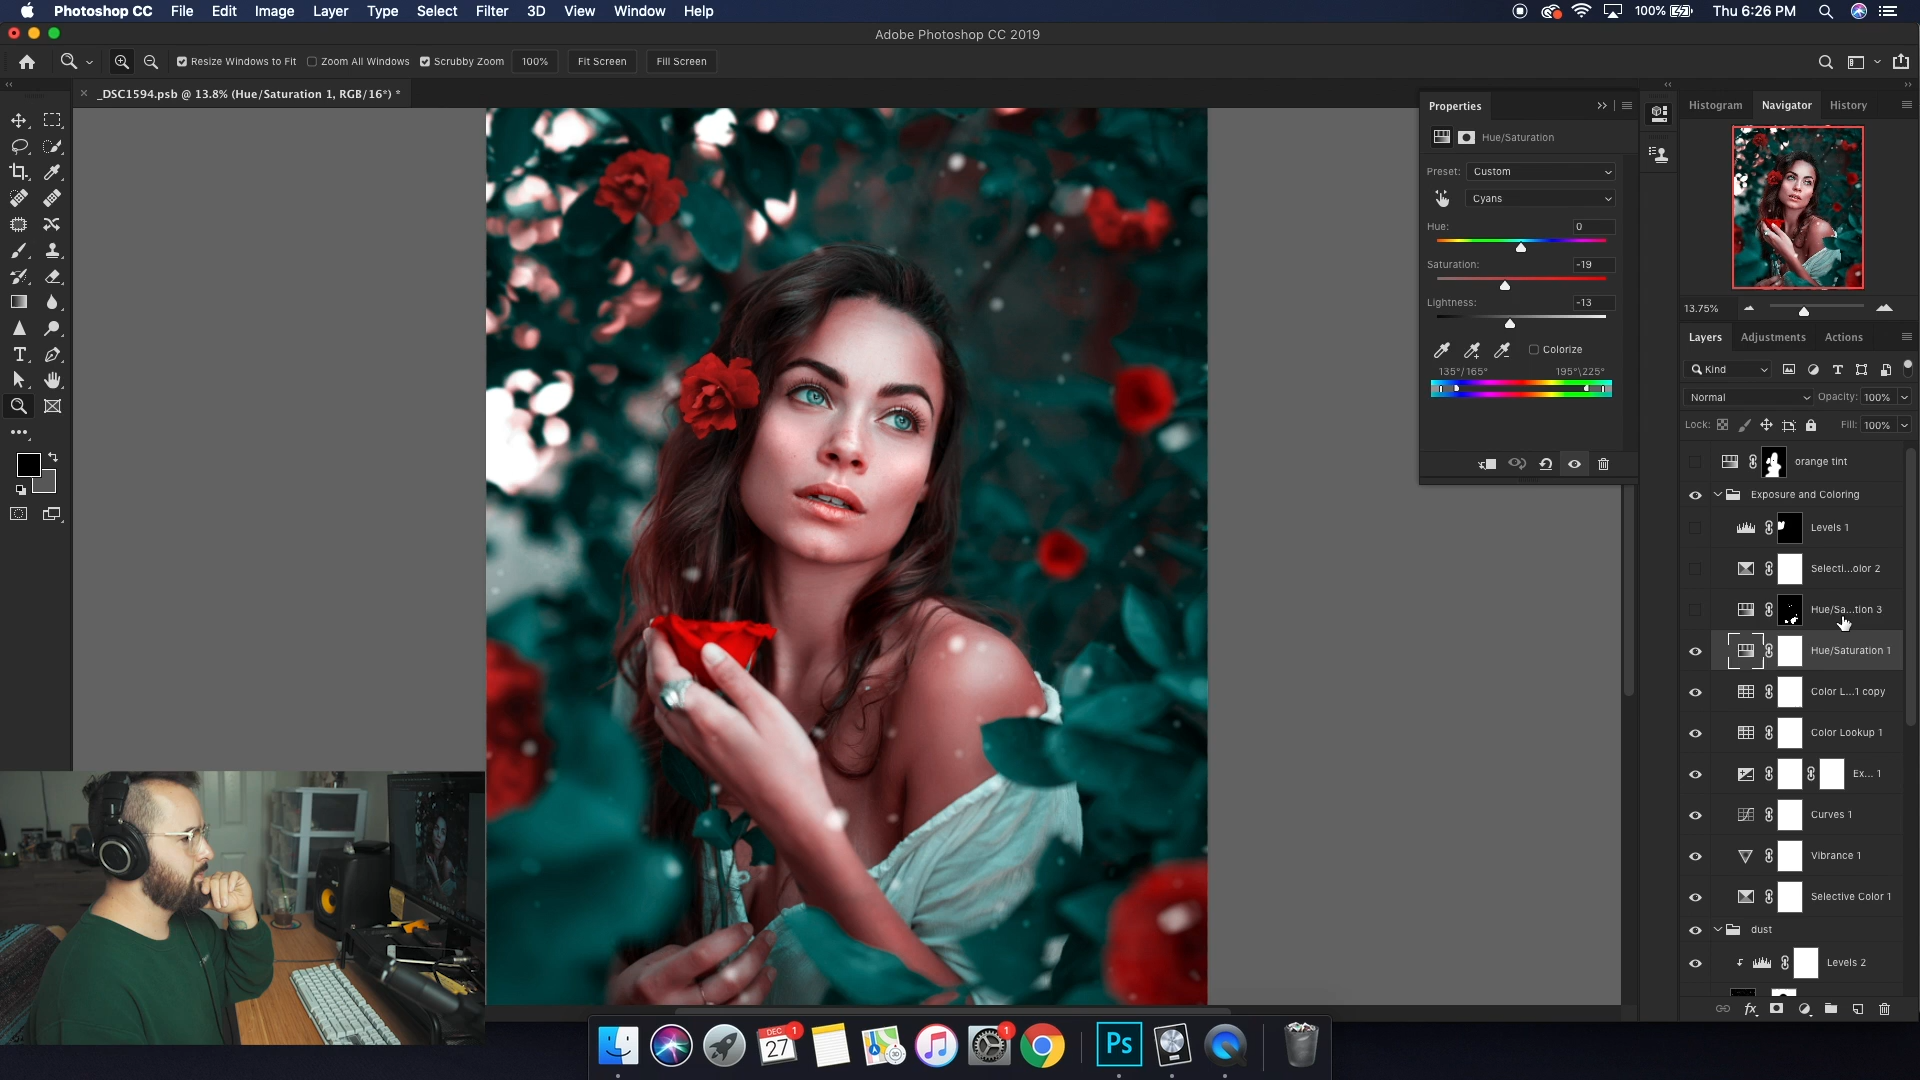 Photoshop CC File Edit Image Layer Type Select Filter 3D View Window Help
100% Thu 6:26 PM
Adobe Photoshop CC 2019
Resize Windows to Fit Zoom All Windows Scrubby Zoom 100% Fit Screen Fill Screen
_DSC1594.psb @ 13.8% (Hue/Saturation 1, RGB/16*) *
Properties
Hue/Saturation
Preset: Custom
Cyans
Hue: 0
Saturation: -19
Lightness: -13
Colorize
135°/165° 195°\225°
Histogram Navigator History
13.75%
Layers Adjustments Actions
Kind
Normal Opacity: 100%
Lock: Fill: 100%
orange tint
Exposure and Coloring
Levels 1
Selecti...olor 2
Hue/Sa...tion 3
Hue/Saturation 1
Color L...1 copy
Color Lookup 1
Ex... 1
Curves 1
Vibrance 1
Selective Color 1
dust
Levels 2
DEC 1
27
1
Ps